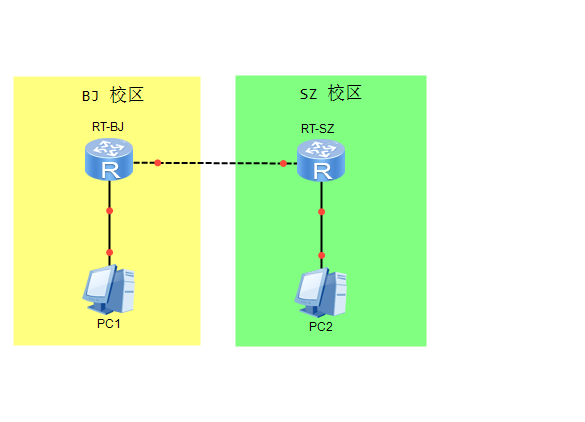 BJ 校区
SZ 校区
RT-BJ
RT-SZ
R
R
PC1
PC2